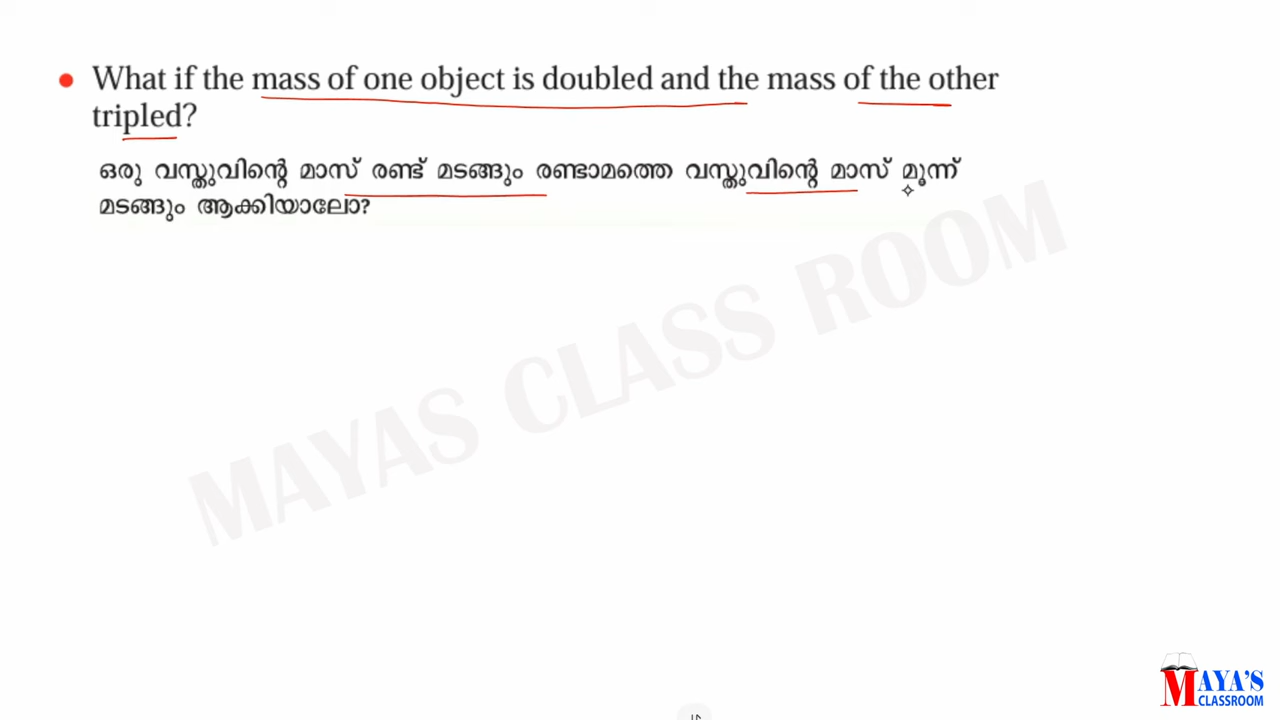 What if the mass of one object is doubled and the mass of the other
tripled?
ഒരു വസ്തുവിന്റെ മാസ് രണ്ട് മടങ്ങും രണ്ടാമത്തെ വസ്തുവിന്റെ മാസ് മൂന്ന്
മടങ്ങും ആക്കിയാലോ?
MAYAS CLASS ROOM
MAYA'S
CLASSROOM